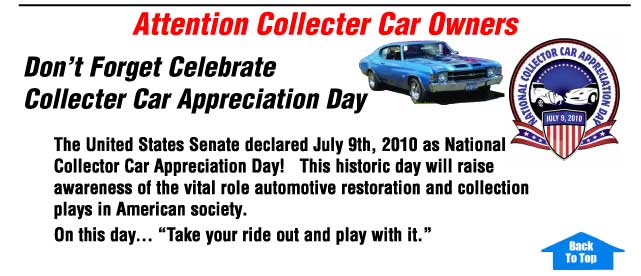 Attention Collecter Car Owners
Don't Forget Celebrate
Collecter Car Appreciation Day
NATIONAL COLLECTOR CAR APPRECIATION DAY
JULY 9, 2010
The United States Senate declared July 9th, 2010 as National
Collector Car Appreciation Day!   This historic day will raise
awareness of the vital role automotive restoration and collection
plays in American society.
On this day… “Take your ride out and play with it.”
Back
To Top